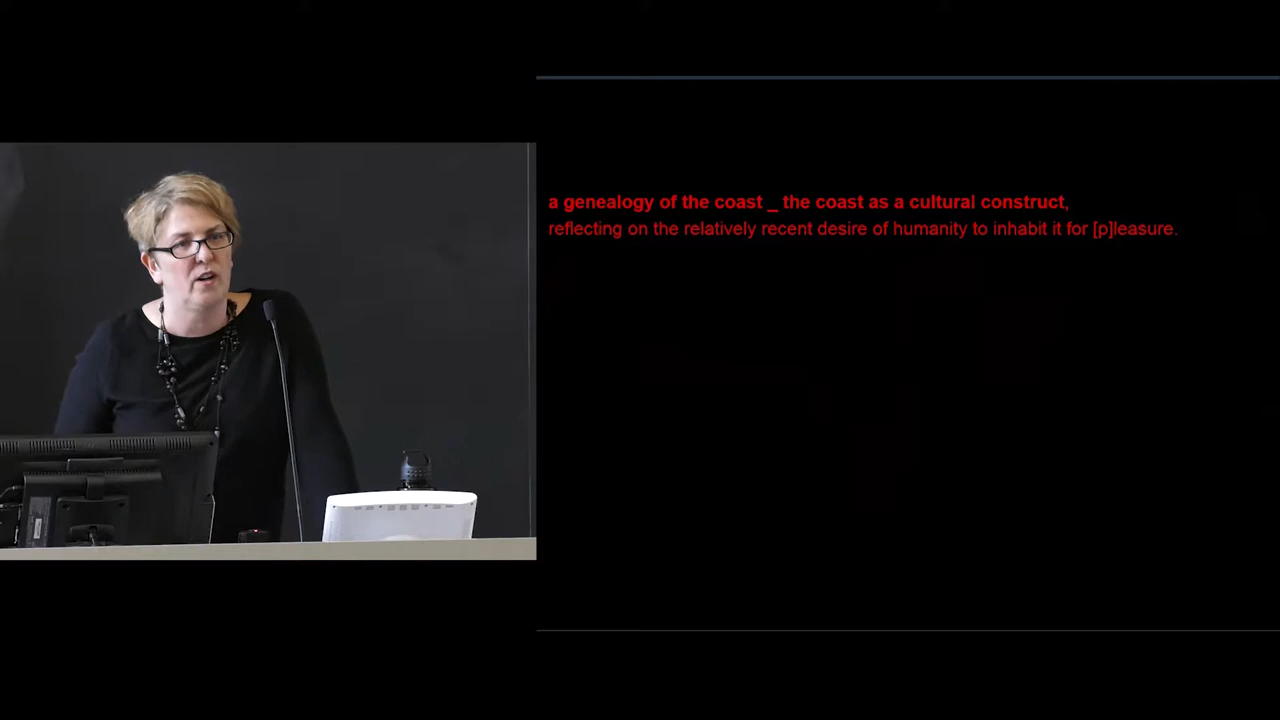 a genealogy of the coast _ the coast as a cultural construct,
reflecting on the relatively recent desire of humanity to inhabit it for [p]leasure.